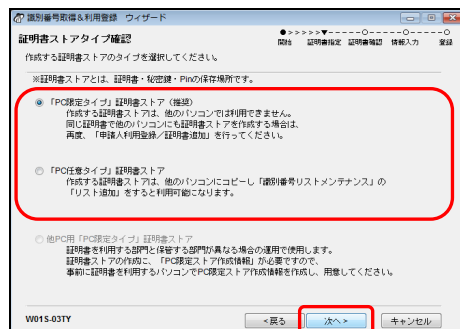 識別番号取得&利用登録 ウィザード
証明書ストアタイプ確認
●>>>>>▼-----○-----○-----○
開始 証明書指定 証明書確認 情報入力 登録
作成する証明書ストアのタイプを選択してください。
※証明書ストアとは、証明書・秘密鍵・Pinの保存場所です。
「PC限定タイプ」証明書ストア（推奨）
作成する証明書ストアは、他のパソコンでは利用できません。
同じ証明書で他のパソコンにも証明書ストアを作成する場合は、
再度、「申請人利用登録／証明書追加」を行ってください。
「PC任意タイプ」証明書ストア
作成する証明書ストアは、他のパソコンにコピーし「識別番号リストメンテナンス」の
「リスト追加」をすると利用可能になります。
他PC用「PC限定タイプ」証明書ストア
証明書を利用する部門と保管する部門が異なる場合の運用で使用します。
証明書ストアの作成に、「PC限定ストア作成情報」が必要ですので、
事前に証明書を利用するパソコンでPC限定ストア作成情報を作成し、用意してください。
W01S-03TY
<戻る
次へ>
キャンセル